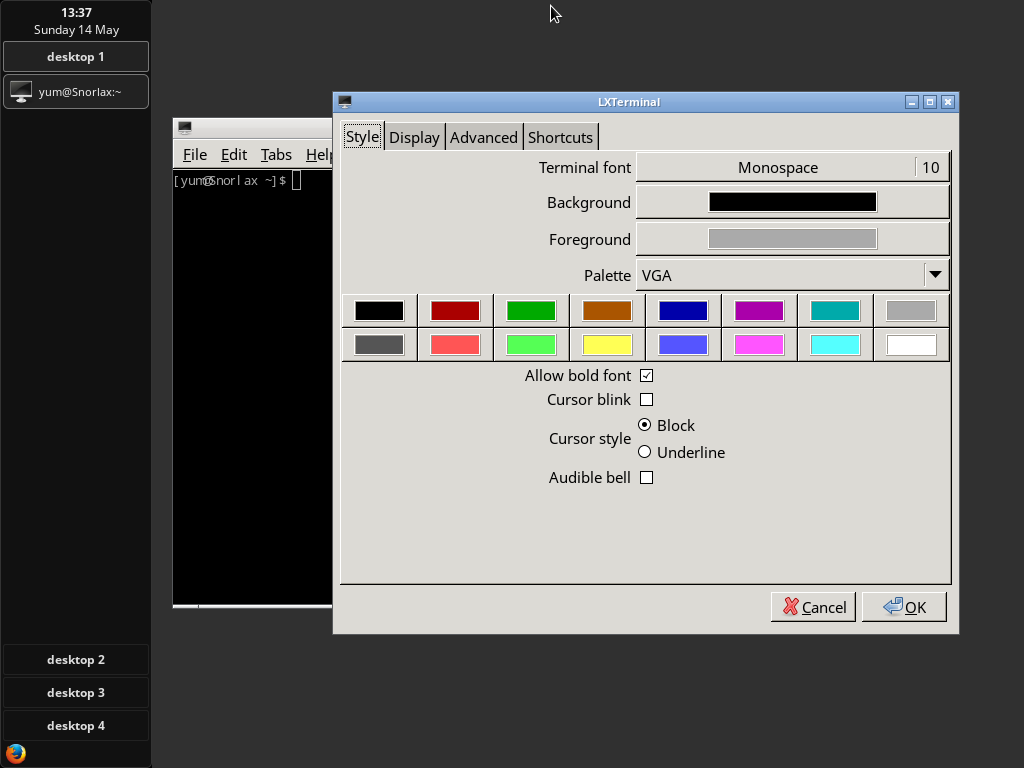 13:37
Sunday 14 May
desktop 1
yum@Snorlax:~
desktop 2
desktop 3
desktop 4
File Edit Tabs Help
[yum@Snorlax ~]$
LXTerminal
Style Display Advanced Shortcuts
Terminal font Monospace 10
Background
Foreground
Palette VGA
Allow bold font
Cursor blink
Cursor style
Block
Underline
Audible bell
Cancel OK